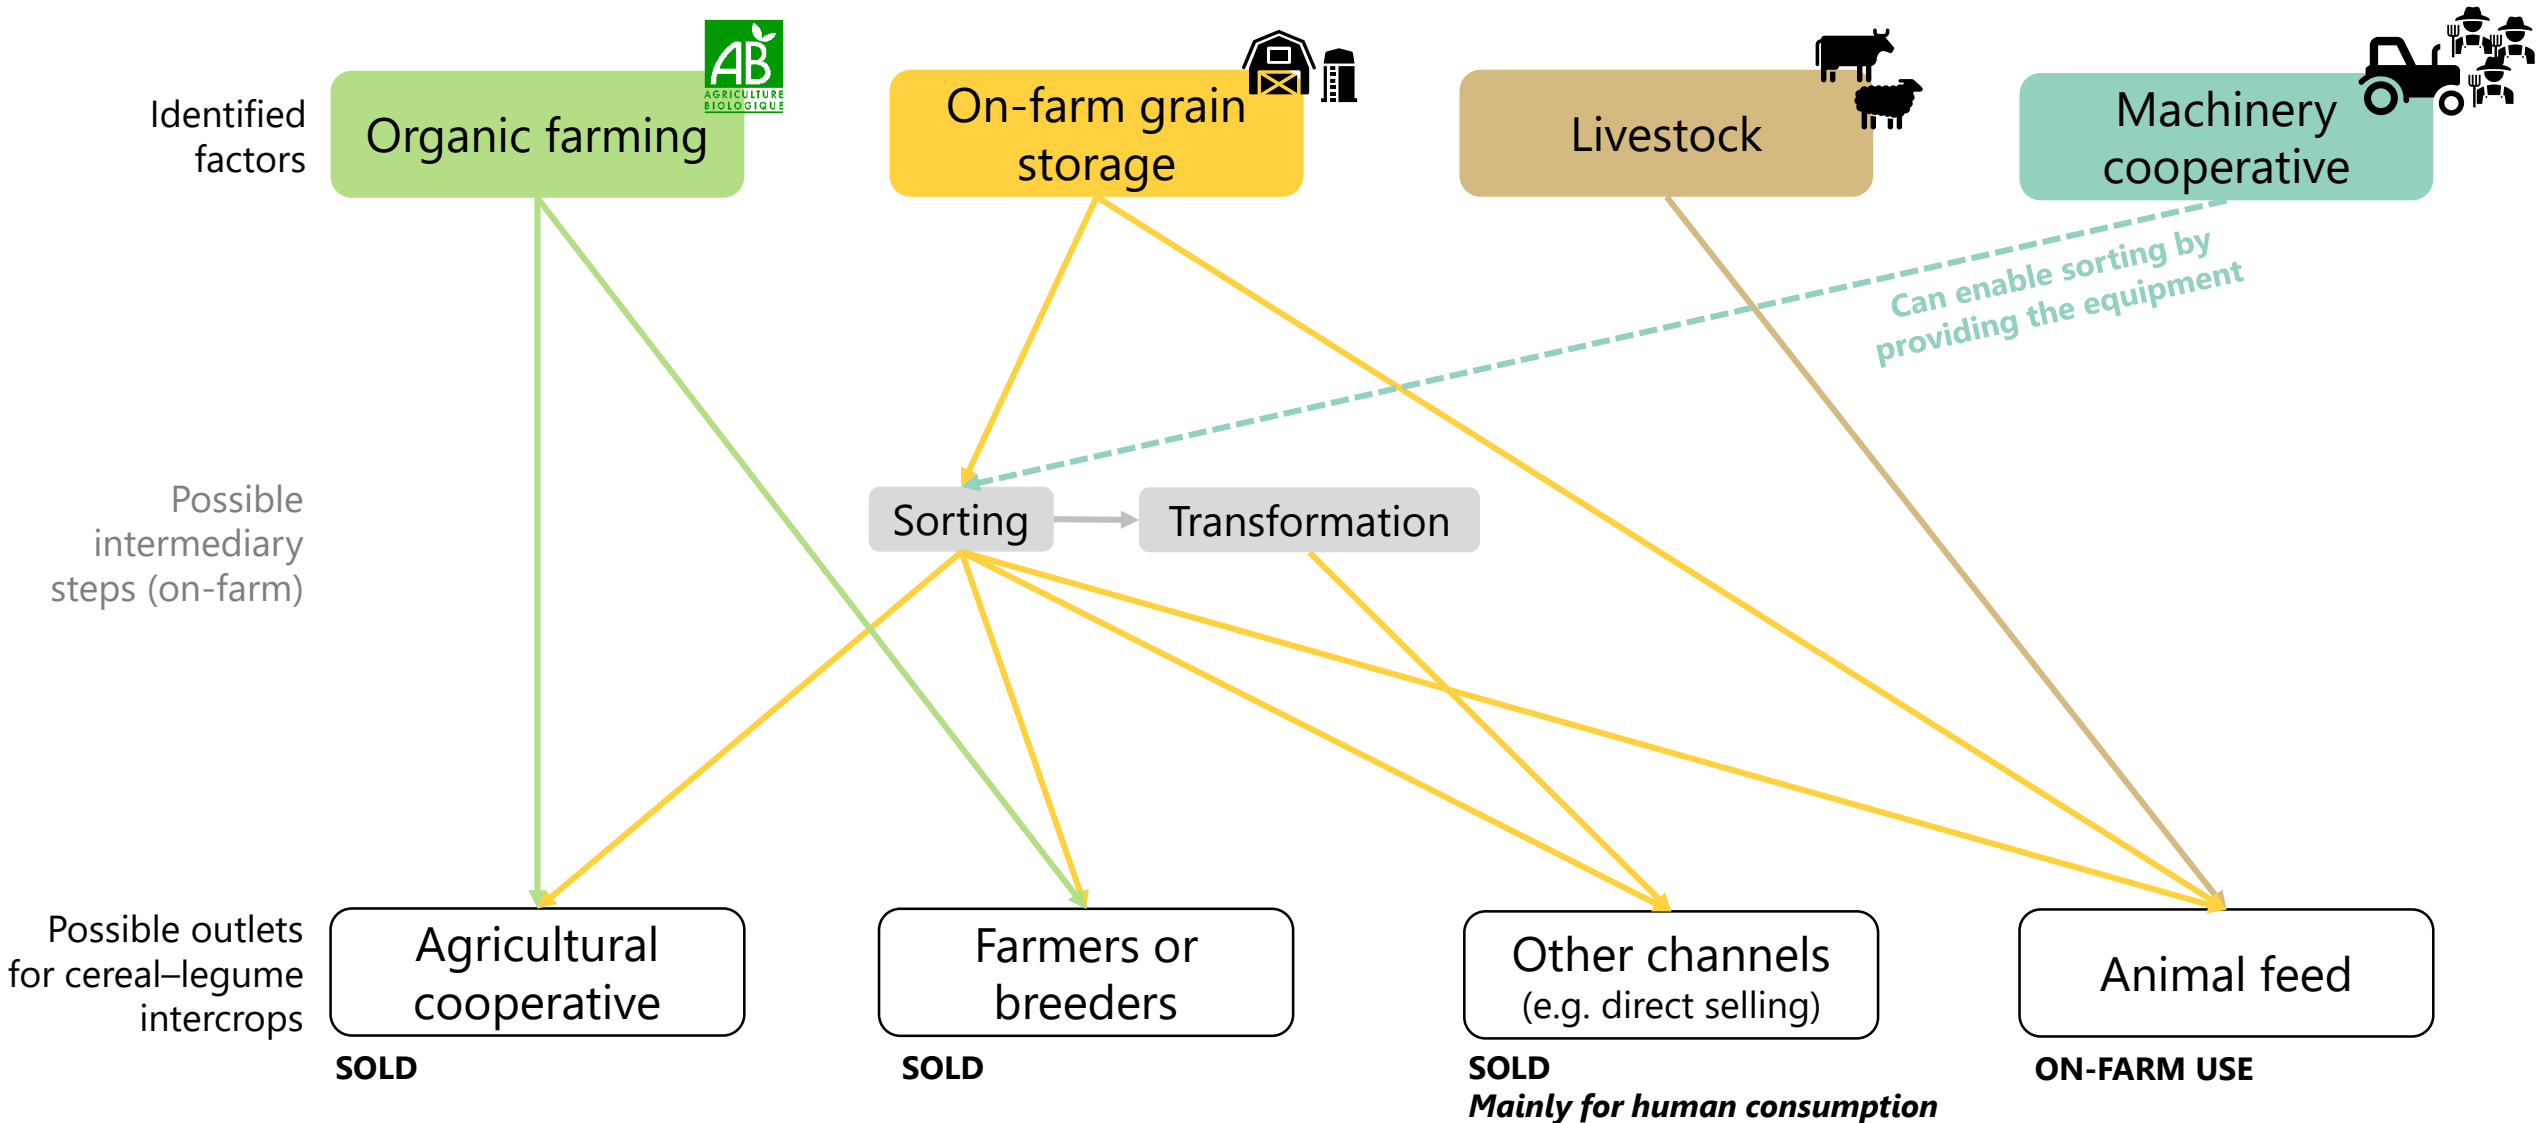 AB
AGRICULTURE
BIOLOGIQUE
Identified
factors
Organic farming
On-farm grain
storage
Livestock
Machinery
cooperative
Can enable sorting by
providing the equipment
Possible
intermediary
steps (on-farm)
Sorting
Transformation
Possible outlets
for cereal–legume
intercrops
Agricultural
cooperative
Farmers or
breeders
Other channels
(e.g. direct selling)
Animal feed
SOLD
SOLD
SOLD
Mainly for human consumption
ON-FARM USE